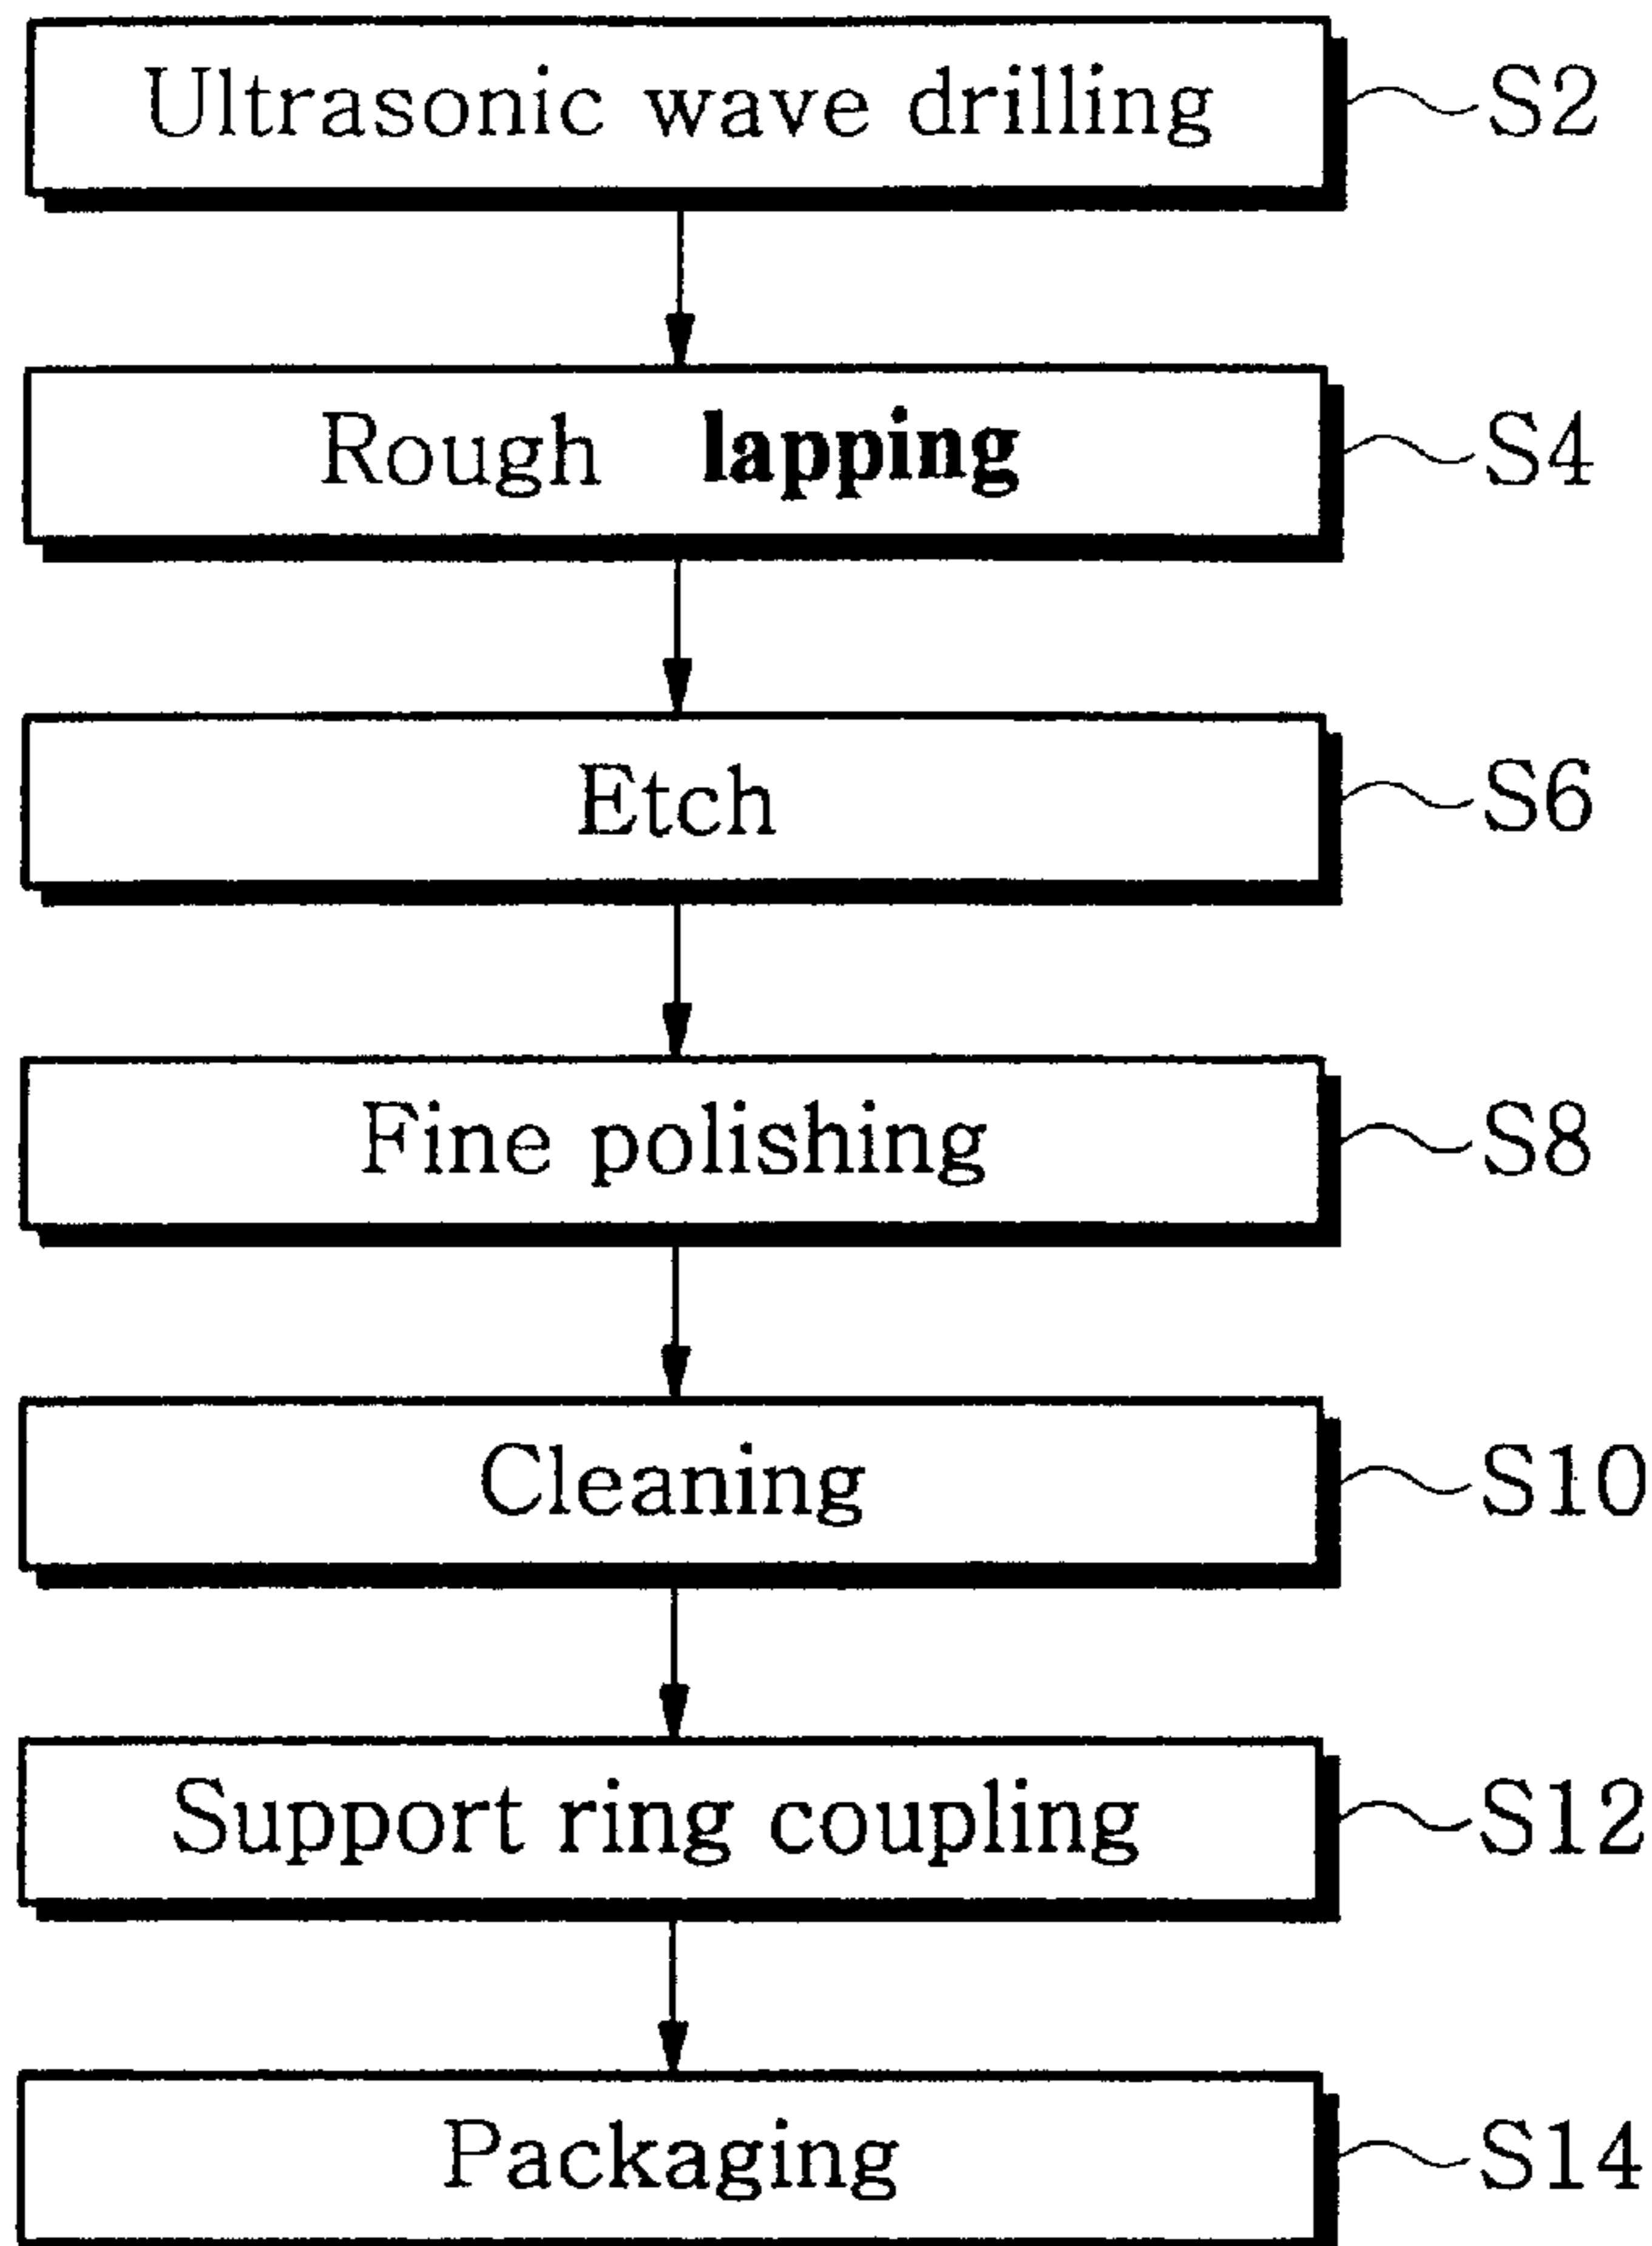 Ultrasonic wave drilling S2
Rough lapping S4
Etch S6
Fine polishing S8
Cleaning S10
Support ring coupling S12
Packaging S14